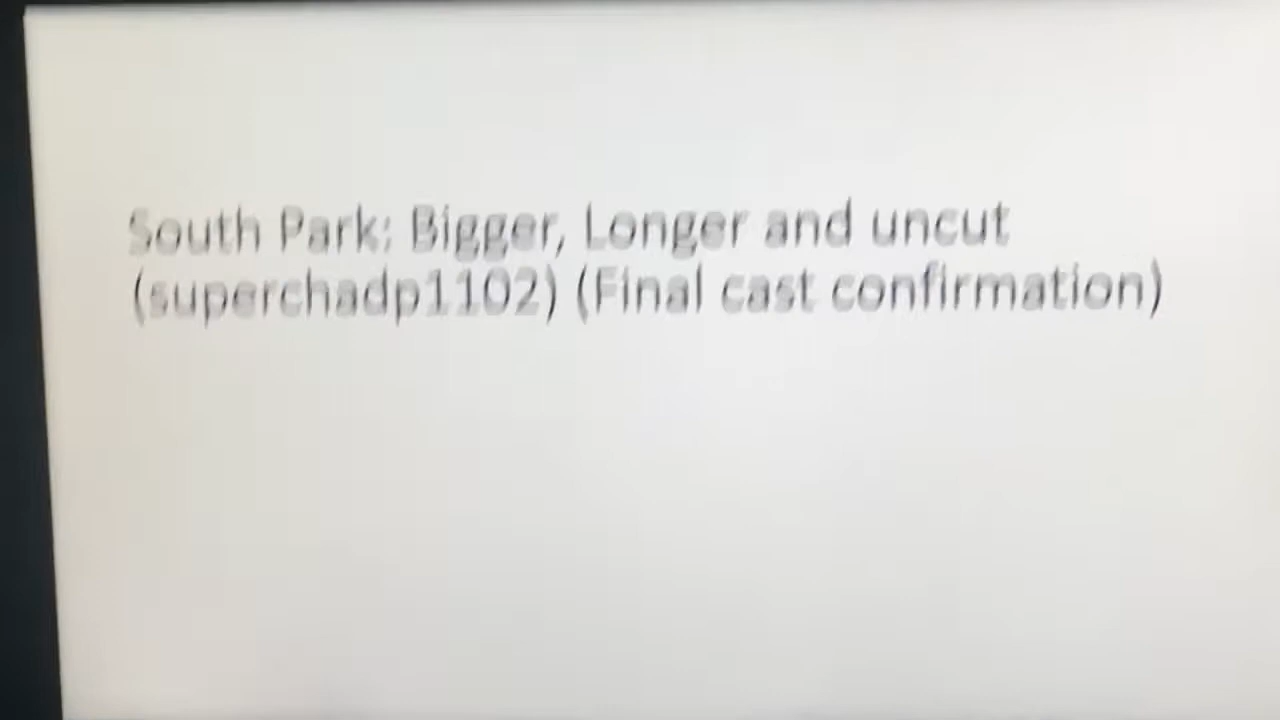 South Park: Bigger, Longer and uncut
(superchadp1102) (Final cast confirmation)